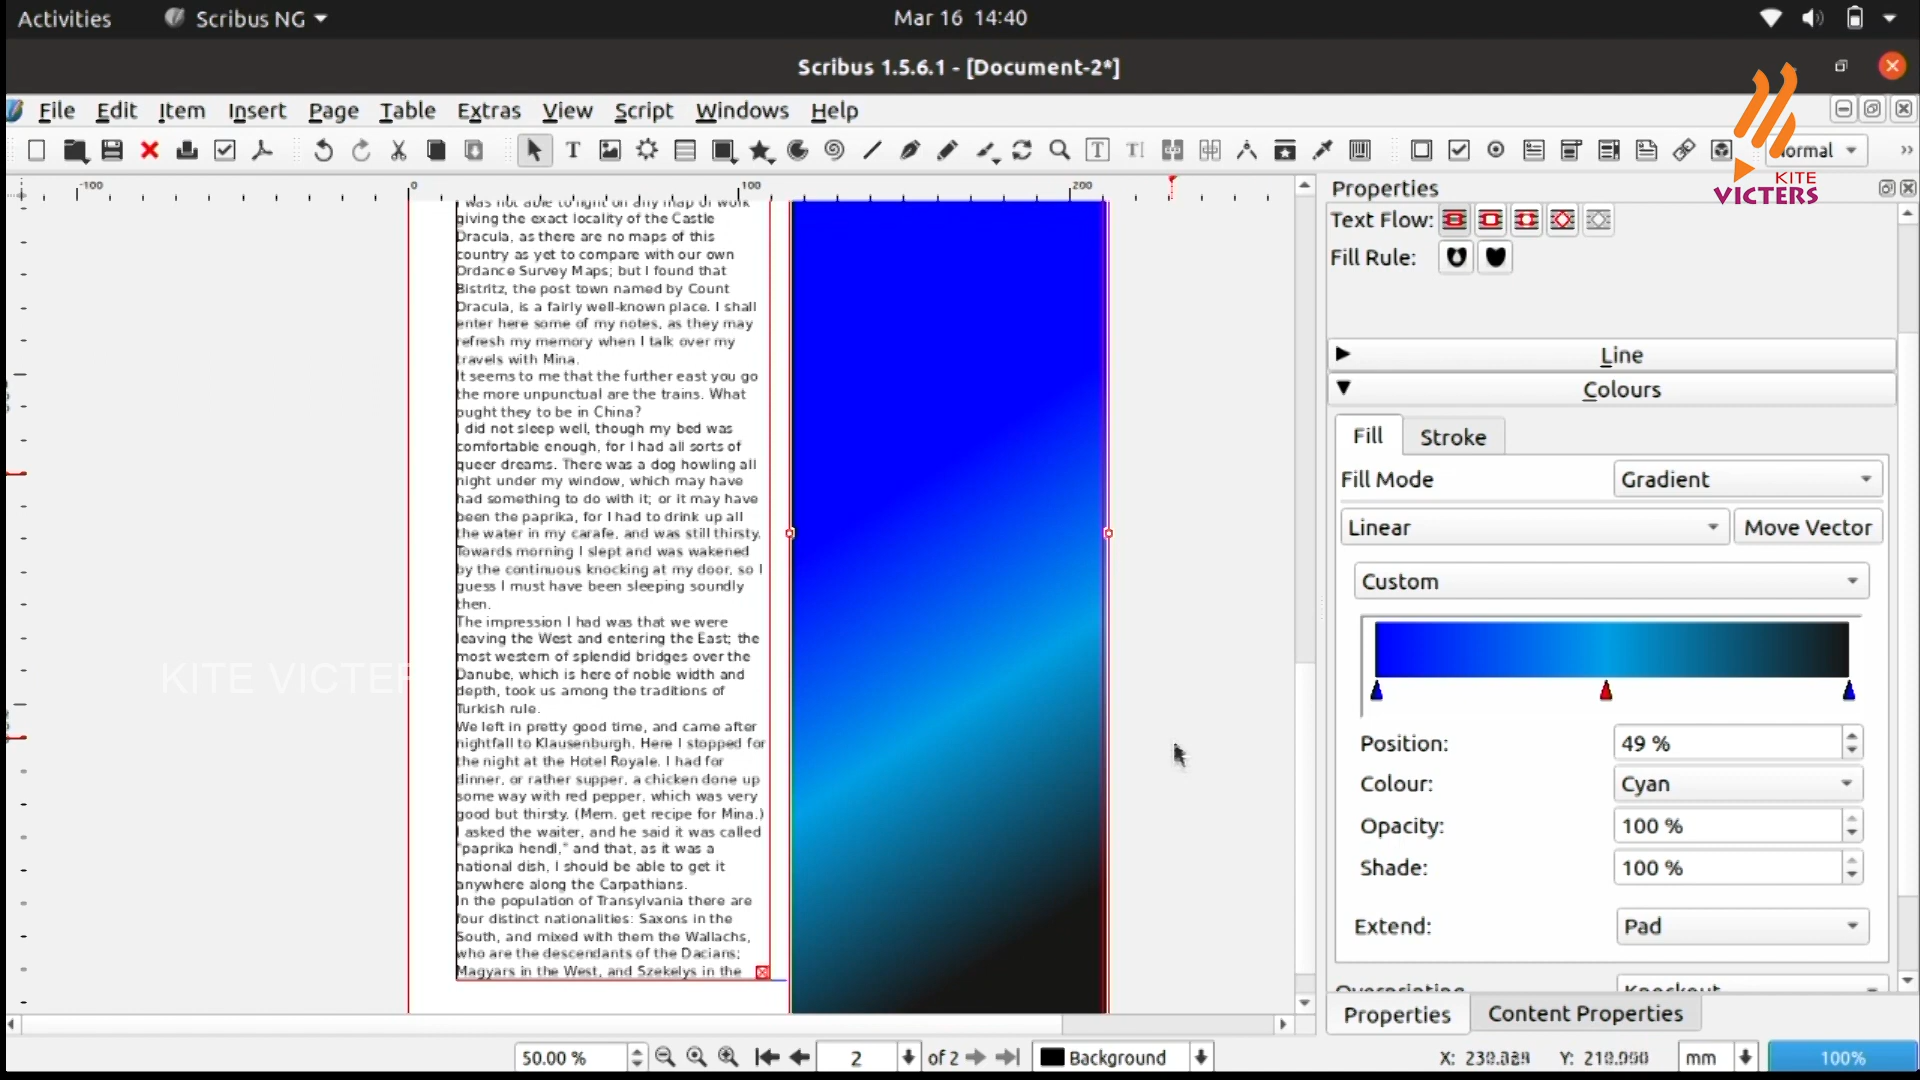 Activities
Scribus NG
Mar 16 14:40
Scribus 1.5.6.1 - [Document-2*]
File Edit Item Insert Page Table Extras View Script Windows Help
ormal
KITE
VICTERS
-100
0
100
200
Properties
I was not able to light on any map or work
giving the exact locality of the Castle
Dracula, as there are no maps of this
country as yet to compare with our own
Ordance Survey Maps; but I found that
Bistritz, the post town named by Count
Dracula, is a fairly well-known place. I shall
enter here some of my notes, as they may
refresh my memory when I talk over my
travels with Mina.
It seems to me that the further east you go
the more unpunctual are the trains. What
ought they to be in China?
I did not sleep well, though my bed was
comfortable enough, for I had all sorts of
queer dreams. There was a dog howling all
night under my window, which may have
had something to do with it; or it may have
been the paprika, for I had to drink up all
the water in my carafe, and was still thirsty.
Towards morning I slept and was wakened
by the continuous knocking at my door, so I
guess I must have been sleeping soundly
then.
The impression I had was that we were
leaving the West and entering the East; the
most western of splendid bridges over the
Danube, which is here of noble width and
depth, took us among the traditions of
Turkish rule.
We left in pretty good time, and came after
nightfall to Klausenburgh. Here I stopped for
the night at the Hotel Royale. I had for
dinner, or rather supper, a chicken done up
some way with red pepper, which was very
good but thirsty. (Mem. get recipe for Mina.)
I asked the waiter, and he said it was called
"paprika hendl," and that, as it was a
national dish, I should be able to get it
anywhere along the Carpathians.
In the population of Transylvania there are
four distinct nationalities: Saxons in the
South, and mixed with them the Wallachs,
who are the descendants of the Dacians;
Magyars in the West, and Szekelys in the
KITE VICTER
Text Flow:
Fill Rule:
Line
Colours
Fill Stroke
Fill Mode Gradient
Linear Move Vector
Custom
Position: 49 %
Colour: Cyan
Opacity: 100 %
Shade: 100 %
Extend: Pad
Overprinting Knockout
Properties Content Properties
50.00 % 2 of 2 Background X: Y: mm 100%